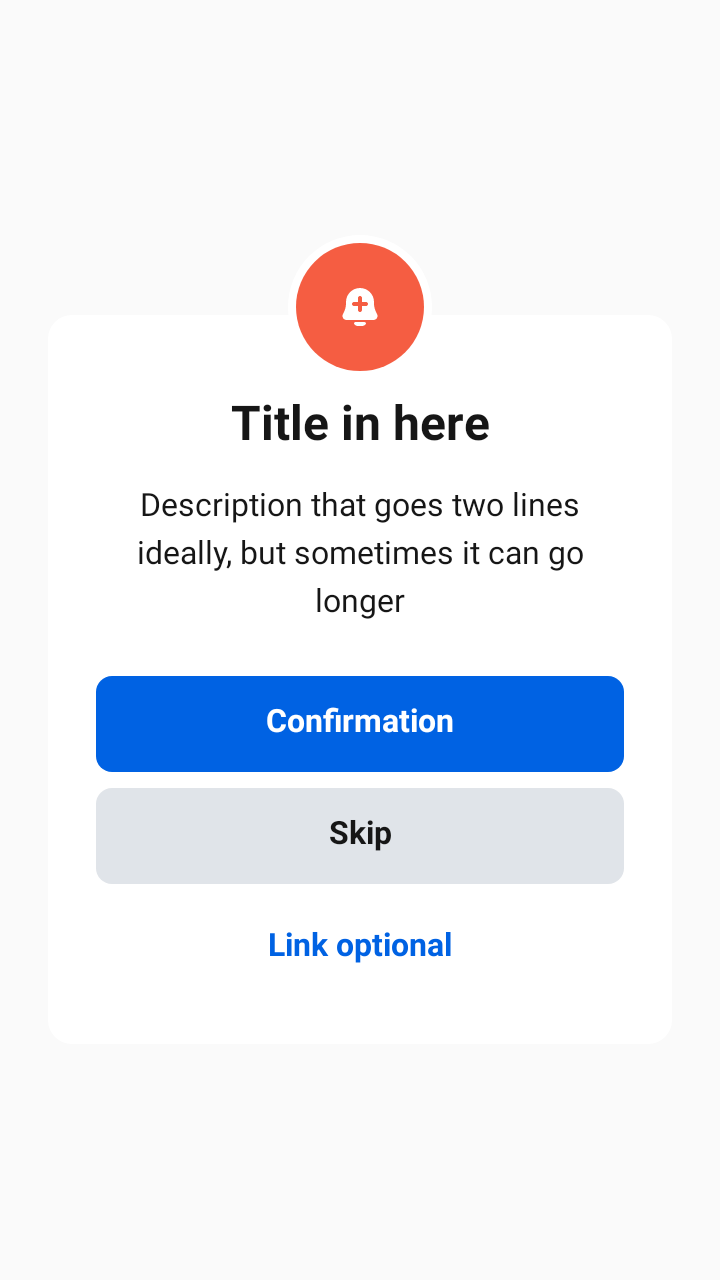 Title in here
Description that goes two lines
ideally, but sometimes it can go
longer
Confirmation
Skip
Link optional